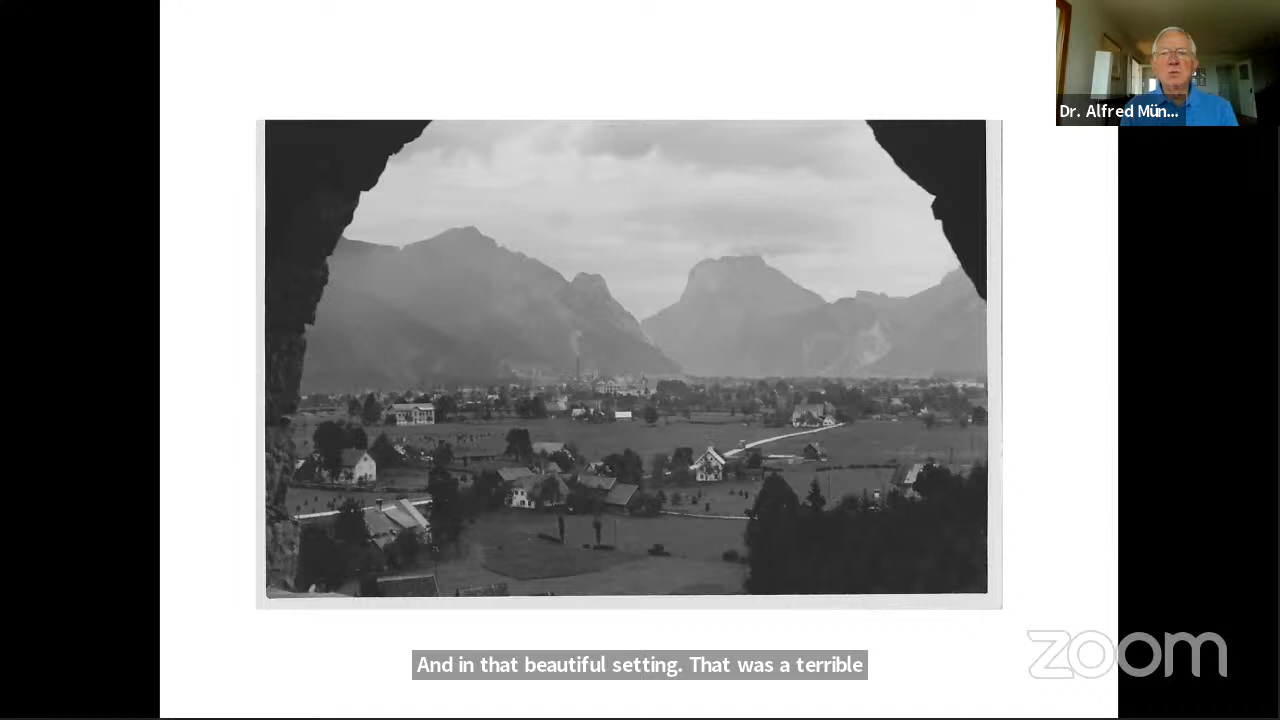 Dr. Alfred Mün...
And in that beautiful setting. That was a terrible
zoom